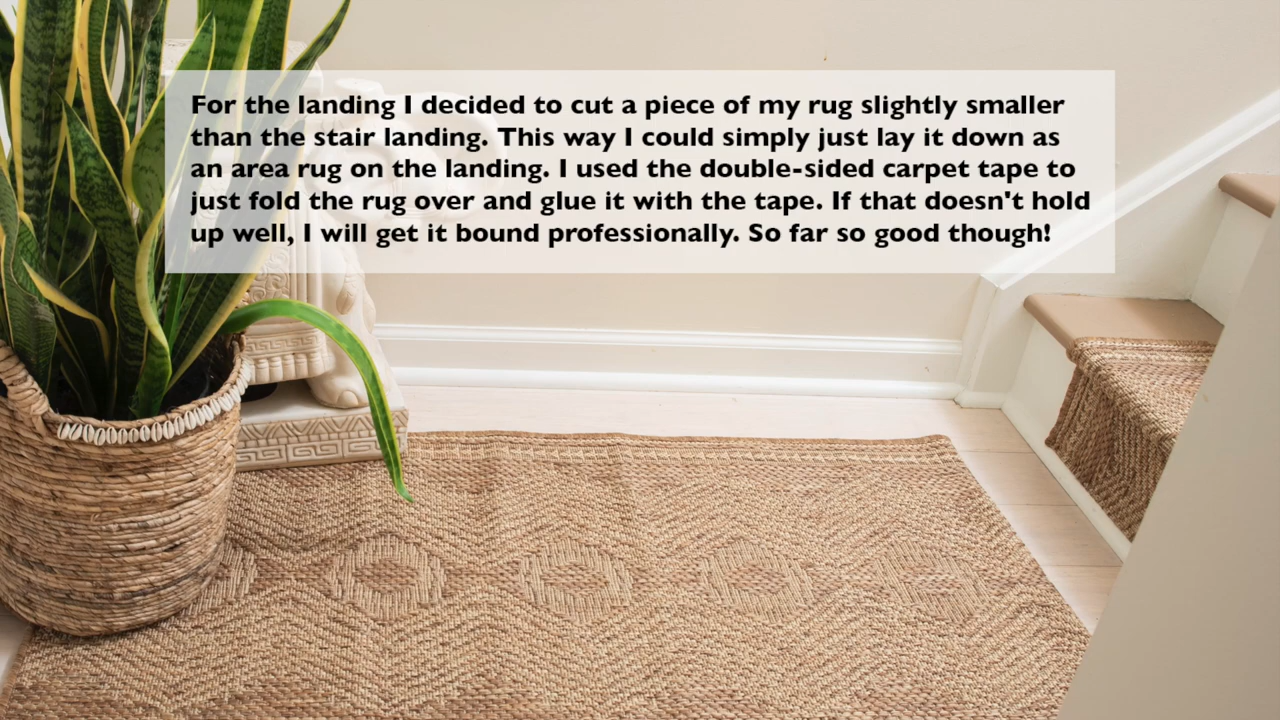 For the landing I decided to cut a piece of my rug slightly smaller
than the stair landing. This way I could simply just lay it down as
an area rug on the landing. I used the double-sided carpet tape to
just fold the rug over and glue it with the tape. If that doesn't hold
up well, I will get it bound professionally. So far so good though!